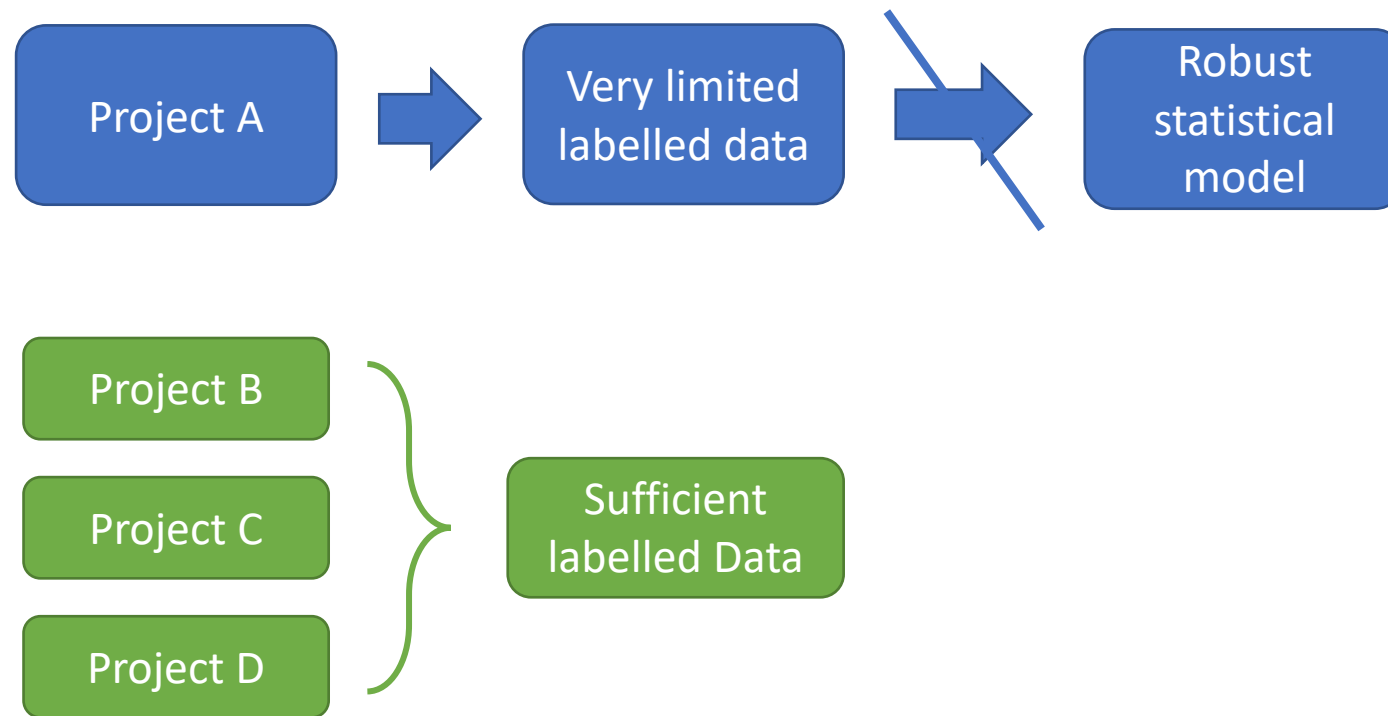 Project A
Very limited
labelled data
Robust
statistical
model
Project B
Project C
Project D
Sufficient
labelled Data